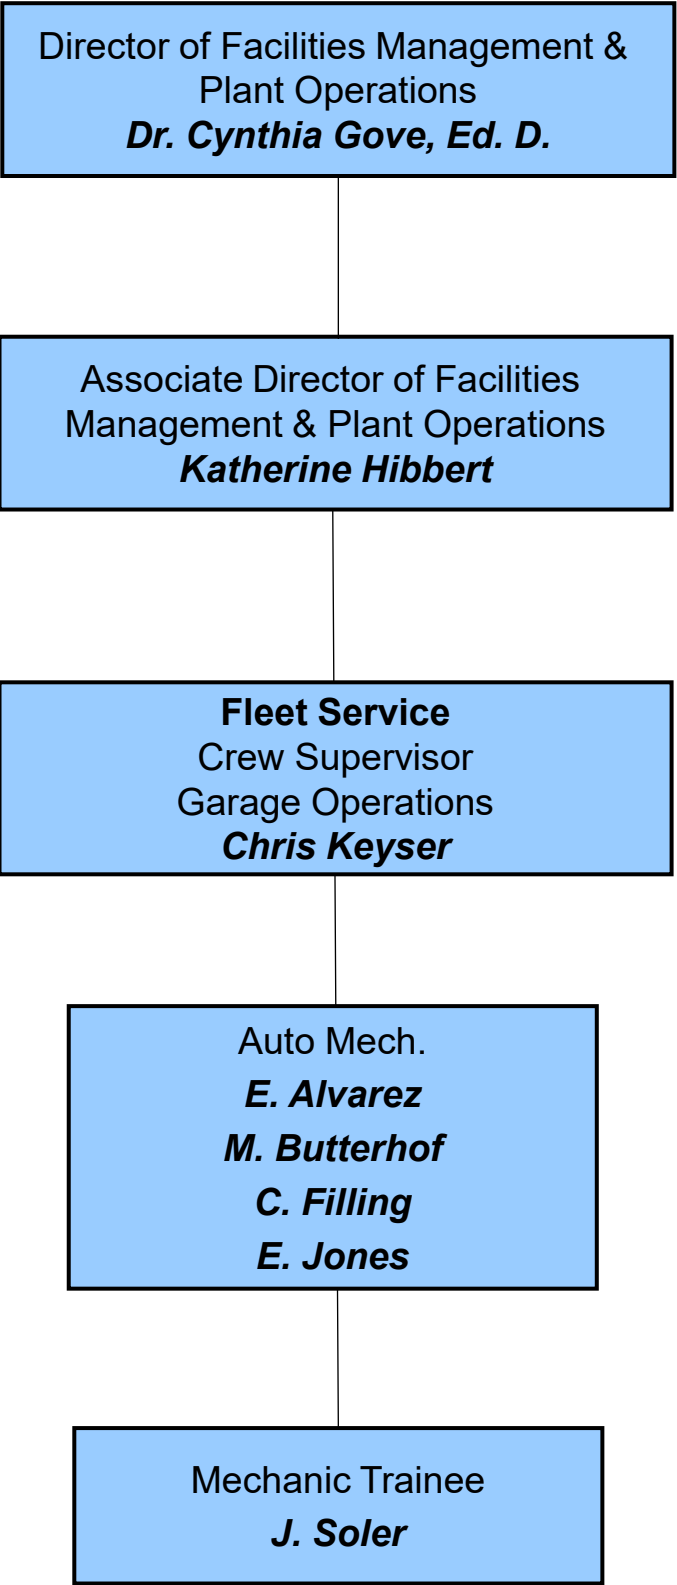 Director of Facilities Management &
Plant Operations
Dr. Cynthia Gove, Ed. D.
Associate Director of Facilities
Management & Plant Operations
Katherine Hibbert
Fleet Service
Crew Supervisor
Garage Operations
Chris Keyser
Auto Mech.
E. Alvarez
M. Butterhof
C. Filling
E. Jones
Mechanic Trainee
J. Soler